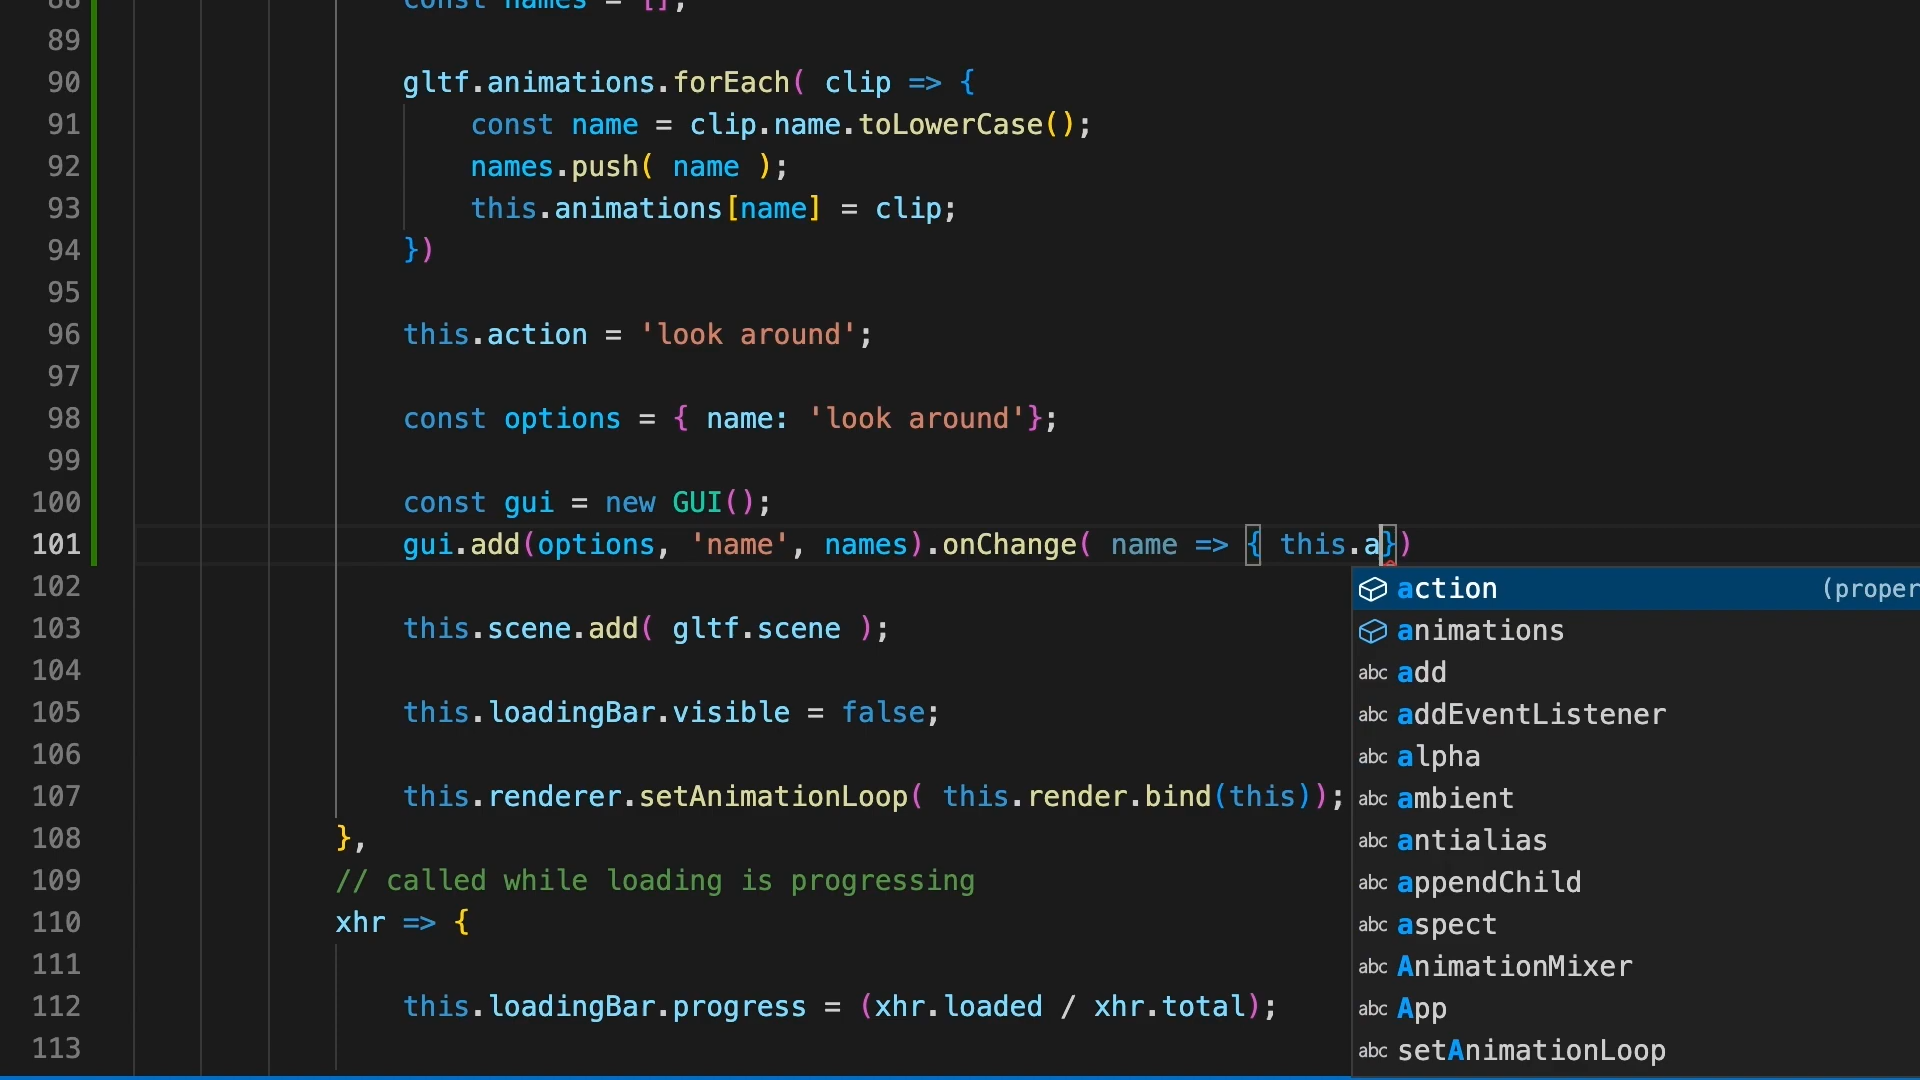 88 const names = [];
89
90 gltf.animations.forEach( clip => {
91 const name = clip.name.toLowerCase();
92 names.push( name );
93 this.animations[name] = clip;
94 })
95
96 this.action = 'look around';
97
98 const options = { name: 'look around'};
99
100 const gui = new GUI();
101 gui.add(options, 'name', names).onChange( name => { this.a})
102
action (proper
103 this.scene.add( gltf.scene );
animations
104
abc add
105 this.loadingBar.visible = false;
abc addEventListener
106
abc alpha
107 this.renderer.setAnimationLoop( this.render.bind(this));
abc ambient
108 },
abc antialias
109 // called while loading is progressing
abc appendChild
110 xhr => {
abc aspect
111
abc AnimationMixer
112 this.loadingBar.progress = (xhr.loaded / xhr.total);
abc App
113
abc setAnimationLoop